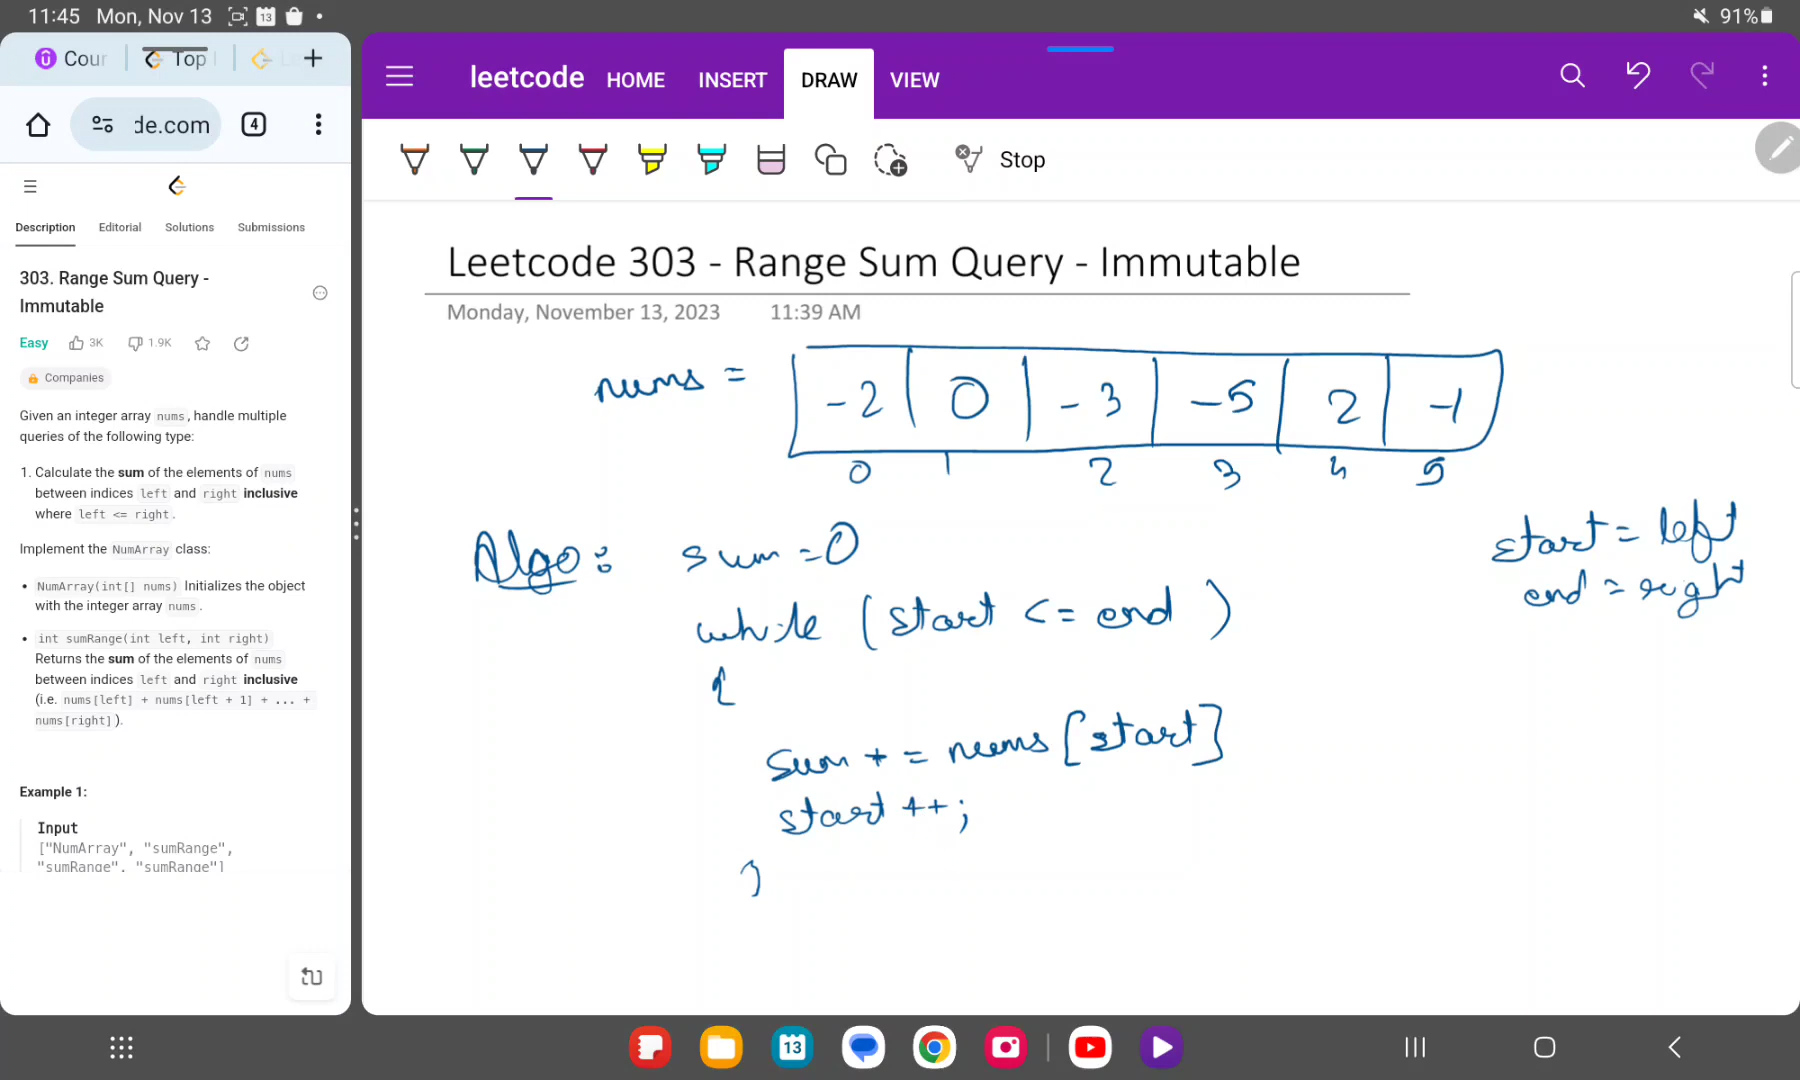 11:45 Mon, Nov 13 13 91%
Cour Top
de.com 4
Description Editorial Solutions Submissions
303. Range Sum Query -
Immutable
Easy 3K 1.9K
Companies
Given an integer array nums, handle multiple
queries of the following type:
1. Calculate the sum of the elements of nums
between indices left and right inclusive
where left <= right.
Implement the NumArray class:
• NumArray(int[] nums) Initializes the object
with the integer array nums.
• int sumRange(int left, int right)
Returns the sum of the elements of nums
between indices left and right inclusive
(i.e. nums[left] + nums[left + 1] + ... +
nums[right]).
Example 1:
Input
["NumArray", "sumRange",
"sumRange", "sumRange"]
leetcode HOME INSERT DRAW VIEW
Stop
Leetcode 303 - Range Sum Query - Immutable
Monday, November 13, 2023 11:39 AM
nums = -2 0 -3 -5 2 -1
0 1 2 3 4 5
Algo: sum = 0
start = left
end = right
while (start <= end )
{
sum += nums [start]
start ++;
}
13